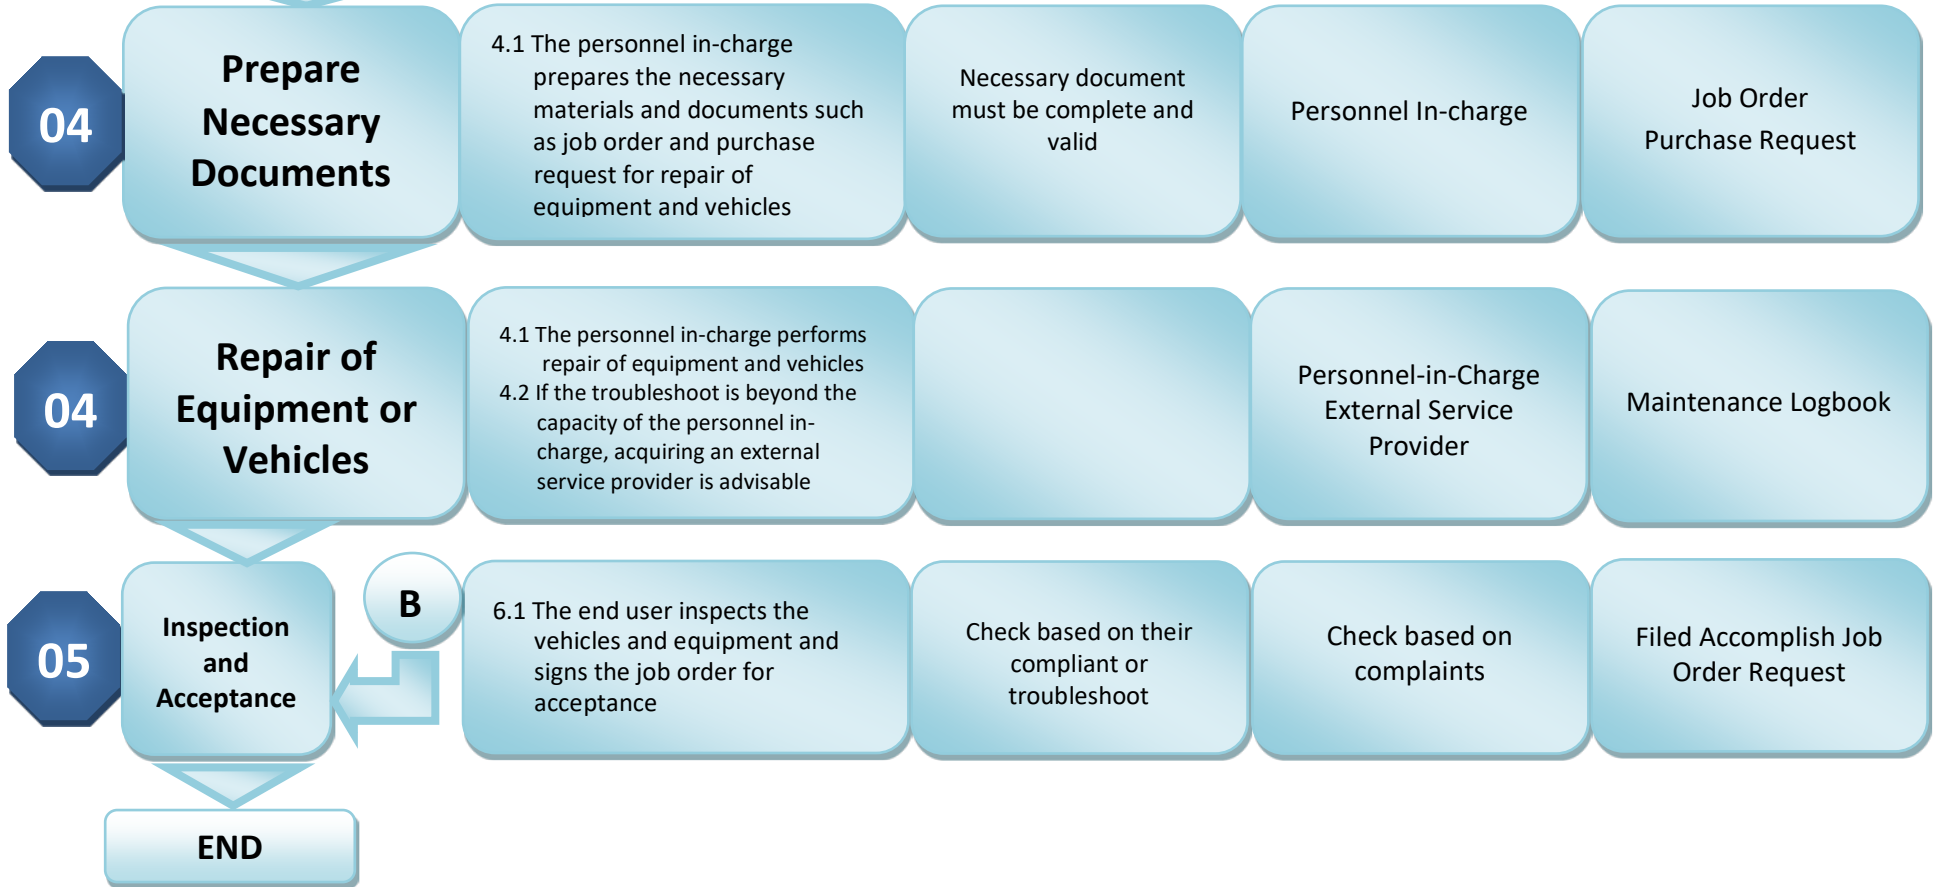 04
Prepare
Necessary
Documents
4.1 The personnel in-charge
prepares the necessary
materials and documents such
as job order and purchase
request for repair of
equipment and vehicles
Necessary document
must be complete and
valid
Personnel In-charge
Job Order
Purchase Request
04
Repair of
Equipment or
Vehicles
4.1 The personnel in-charge performs
repair of equipment and vehicles
4.2 If the troubleshoot is beyond the
capacity of the personnel in-
charge, acquiring an external
service provider is advisable
Personnel-in-Charge
External Service
Provider
Maintenance Logbook
05
Inspection
and
Acceptance
B
6.1 The end user inspects the
vehicles and equipment and
signs the job order for
acceptance
Check based on their
compliant or
troubleshoot
Check based on
complaints
Filed Accomplish Job
Order Request
END